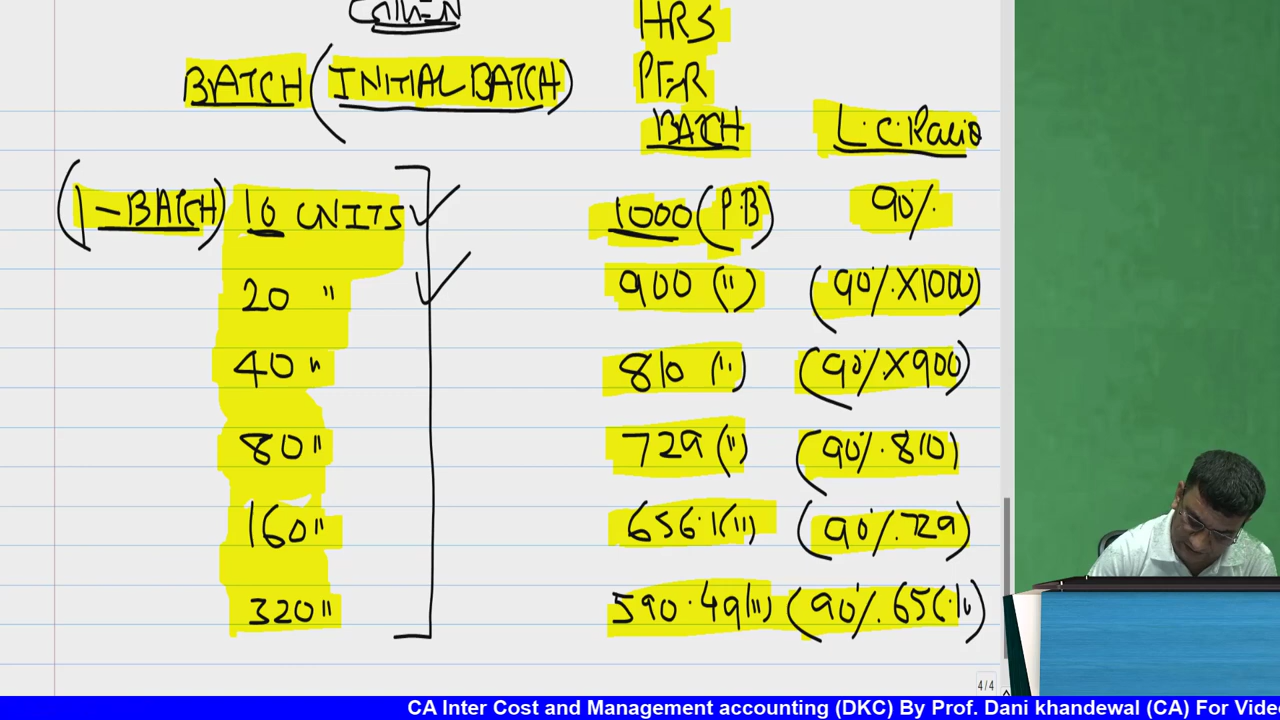 HRS
PER
BATCH (INITIAL BATCH)
BATCH
L.C. Ratio
(1-BATCH) 10 UNITS 1000 (P.B) 90%
20 " 900 (") (90% X 1000)
40 " 810 (") (90% X 900)
80 " 729 (") (90%. 810)
160 " 656.1 (") (90%. 729)
320 " 590.49 (") (90%. 656.1)
4/4
CA Inter Cost and Management accounting (DKC) By Prof. Dani khandewal (CA) For Vide